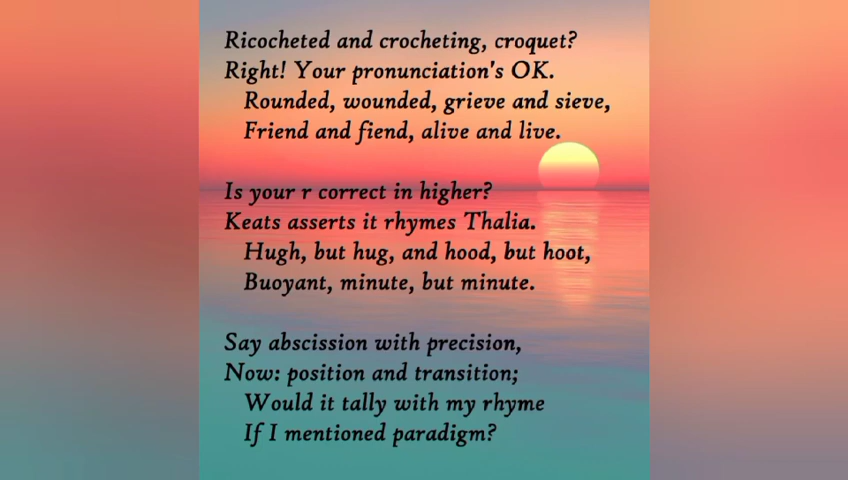 Ricocheted and crocheting, croquet?
Right! Your pronunciation's OK.
Rounded, wounded, grieve and sieve,
Friend and fiend, alive and live.
Is your r correct in higher?
Keats asserts it rhymes Thalia.
Hugh, but hug, and hood, but hoot,
Buoyant, minute, but minute.
Say abscission with precision,
Now: position and transition;
Would it tally with my rhyme
If I mentioned paradigm?